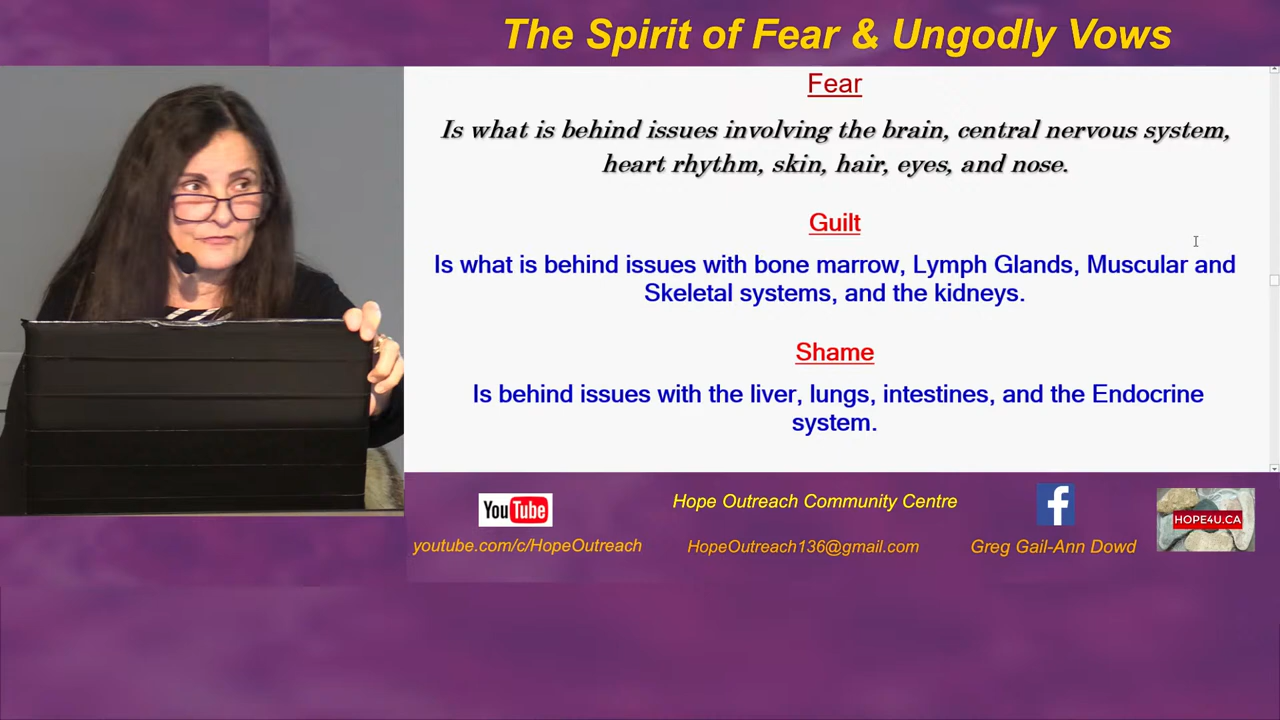 The Spirit of Fear & Ungodly Vows
Fear
Is what is behind issues involving the brain, central nervous system,
heart rhythm, skin, hair, eyes, and nose.
Guilt
Is what is behind issues with bone marrow, Lymph Glands, Muscular and
Skeletal systems, and the kidneys.
Shame
Is behind issues with the liver, lungs, intestines, and the Endocrine
system.
YouTube
youtube.com/c/HopeOutreach
Hope Outreach Community Centre
HopeOutreach136@gmail.com
f
Greg Gail-Ann Dowd
HOPE4U.CA